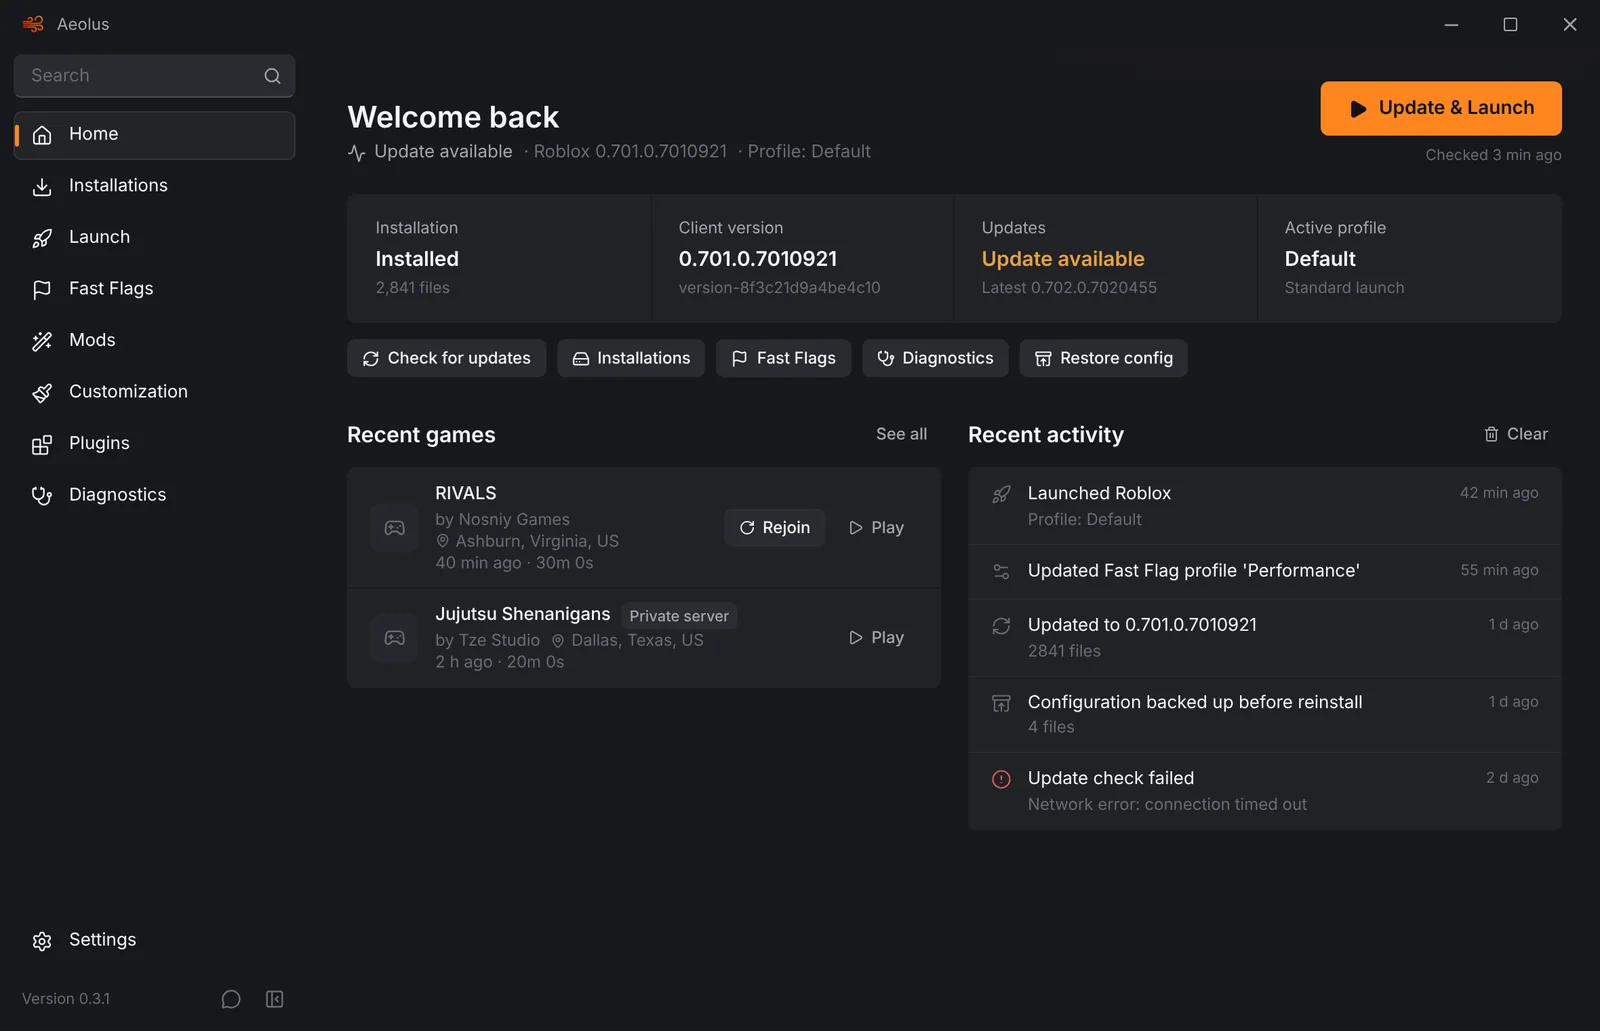 Aeolus
Search
Home
Installations
Launch
Fast Flags
Mods
Customization
Plugins
Diagnostics
Settings
Version 0.3.1
Welcome back
Update available · Roblox 0.701.0.7010921 · Profile: Default
Update & Launch
Checked 3 min ago
Installation
Installed
2,841 files
Client version
0.701.0.7010921
version-8f3c21d9a4be4c10
Updates
Update available
Latest 0.702.0.7020455
Active profile
Default
Standard launch
Check for updates
Installations
Fast Flags
Diagnostics
Restore config
Recent games
See all
RIVALS
by Nosniy Games
Ashburn, Virginia, US
40 min ago · 30m 0s
Rejoin
Play
Jujutsu Shenanigans Private server
by Tze Studio Dallas, Texas, US
2 h ago · 20m 0s
Play
Recent activity
Clear
Launched Roblox 42 min ago
Profile: Default
Updated Fast Flag profile 'Performance' 55 min ago
Updated to 0.701.0.7010921 1 d ago
2841 files
Configuration backed up before reinstall 1 d ago
4 files
Update check failed 2 d ago
Network error: connection timed out